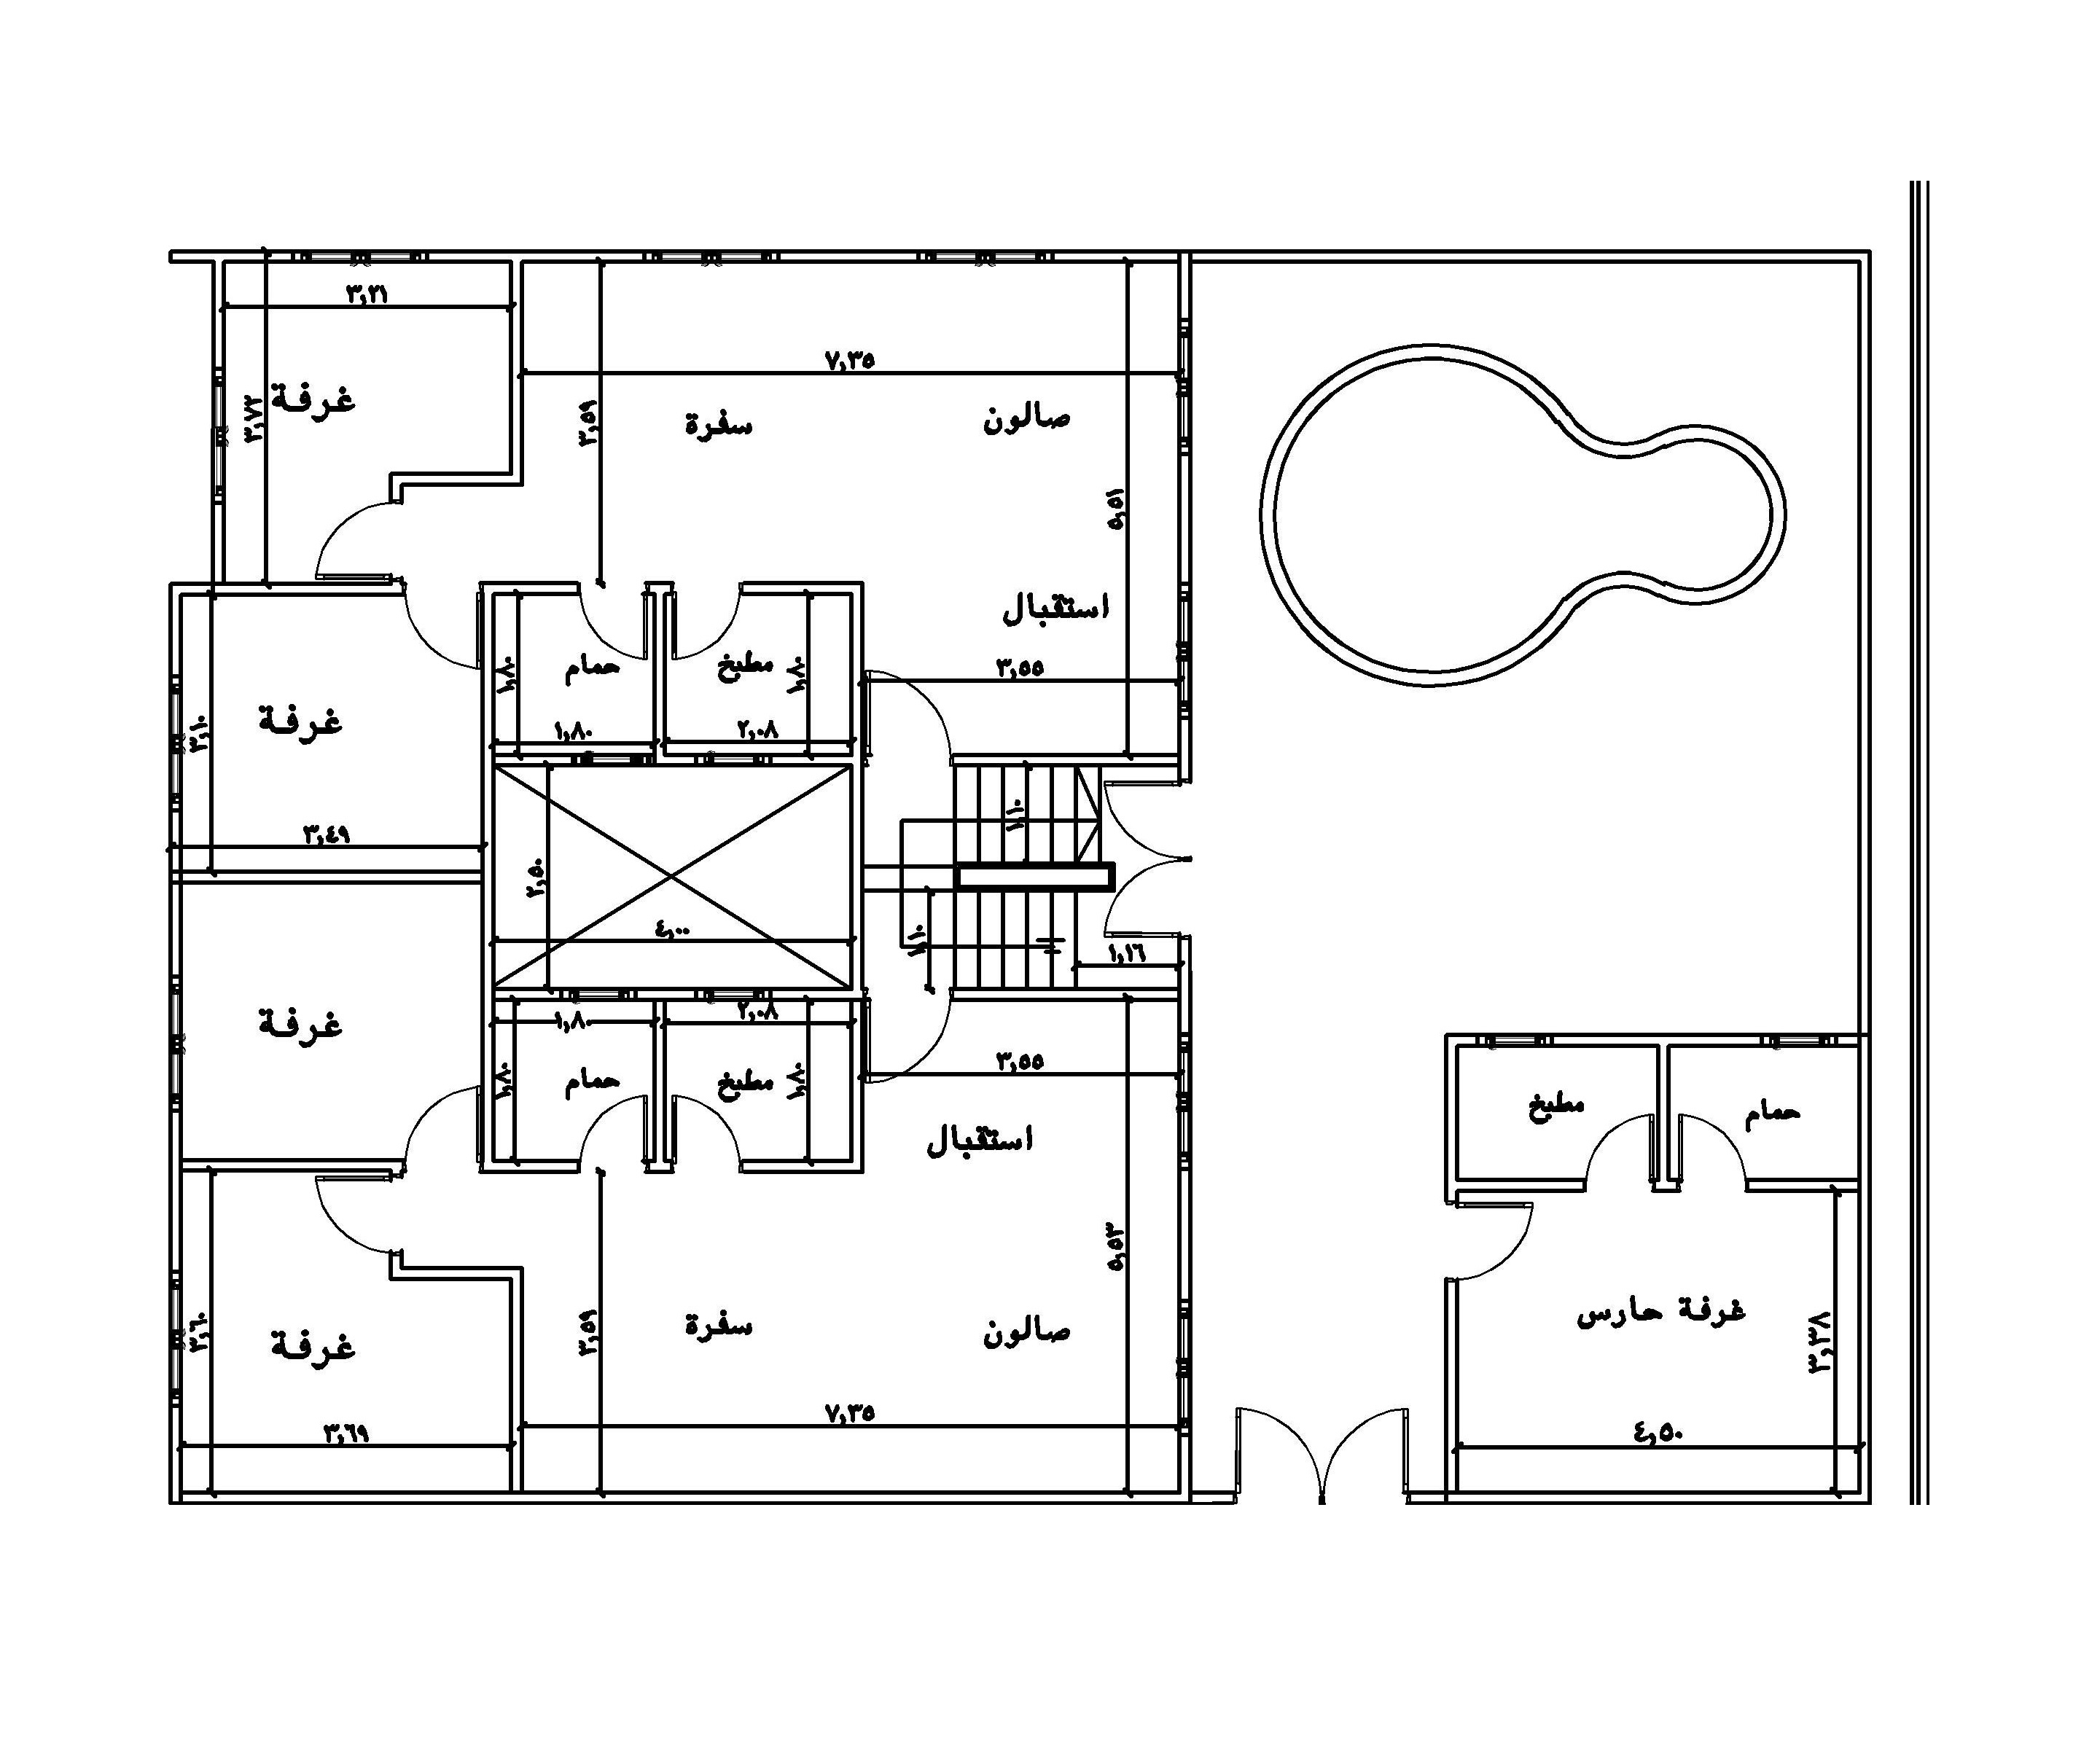 ٣,٢١
٧,٣٥
٣,٧٢
غرفة
٣,٥٩
سفرة
صالون
٥,٥١
استقبال
١,٨٠
حمام
مطبخ
١,٨٠
٣,٥٥
غرفة
٣,١٠
١,٨٠
٢,٠٨
٣,٤٩
١,١٠
٢,٥٠
٤,٠٠
١,١٠
١,١٦
غرفة
١,٨٠
٢,٠٨
٣,٥٥
١,٨٠
حمام
مطبخ
١,٨٠
استقبال
مطبخ
حمام
٥,٥٣
غرفة حارس
٣,٣٨
٣,٦٠
غرفة
٣,٥٩
سفرة
صالون
٣,٦٩
٧,٣٥
٤,٥٠